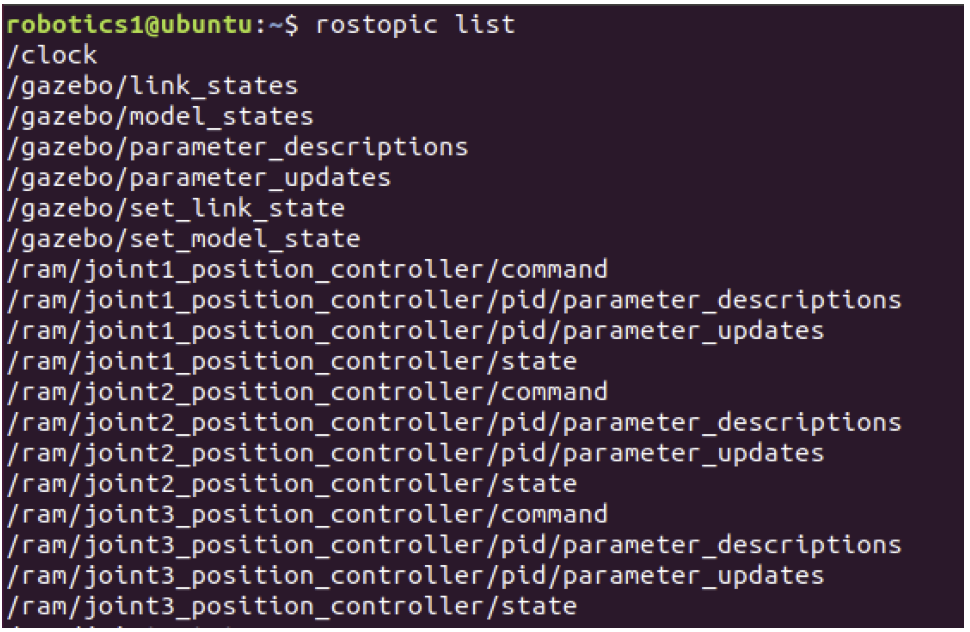 robotics1@ubuntu:~$ rostopic list
/clock
/gazebo/link_states
/gazebo/model_states
/gazebo/parameter_descriptions
/gazebo/parameter_updates
/gazebo/set_link_state
/gazebo/set_model_state
/ram/joint1_position_controller/command
/ram/joint1_position_controller/pid/parameter_descriptions
/ram/joint1_position_controller/pid/parameter_updates
/ram/joint1_position_controller/state
/ram/joint2_position_controller/command
/ram/joint2_position_controller/pid/parameter_descriptions
/ram/joint2_position_controller/pid/parameter_updates
/ram/joint2_position_controller/state
/ram/joint3_position_controller/command
/ram/joint3_position_controller/pid/parameter_descriptions
/ram/joint3_position_controller/pid/parameter_updates
/ram/joint3_position_controller/state